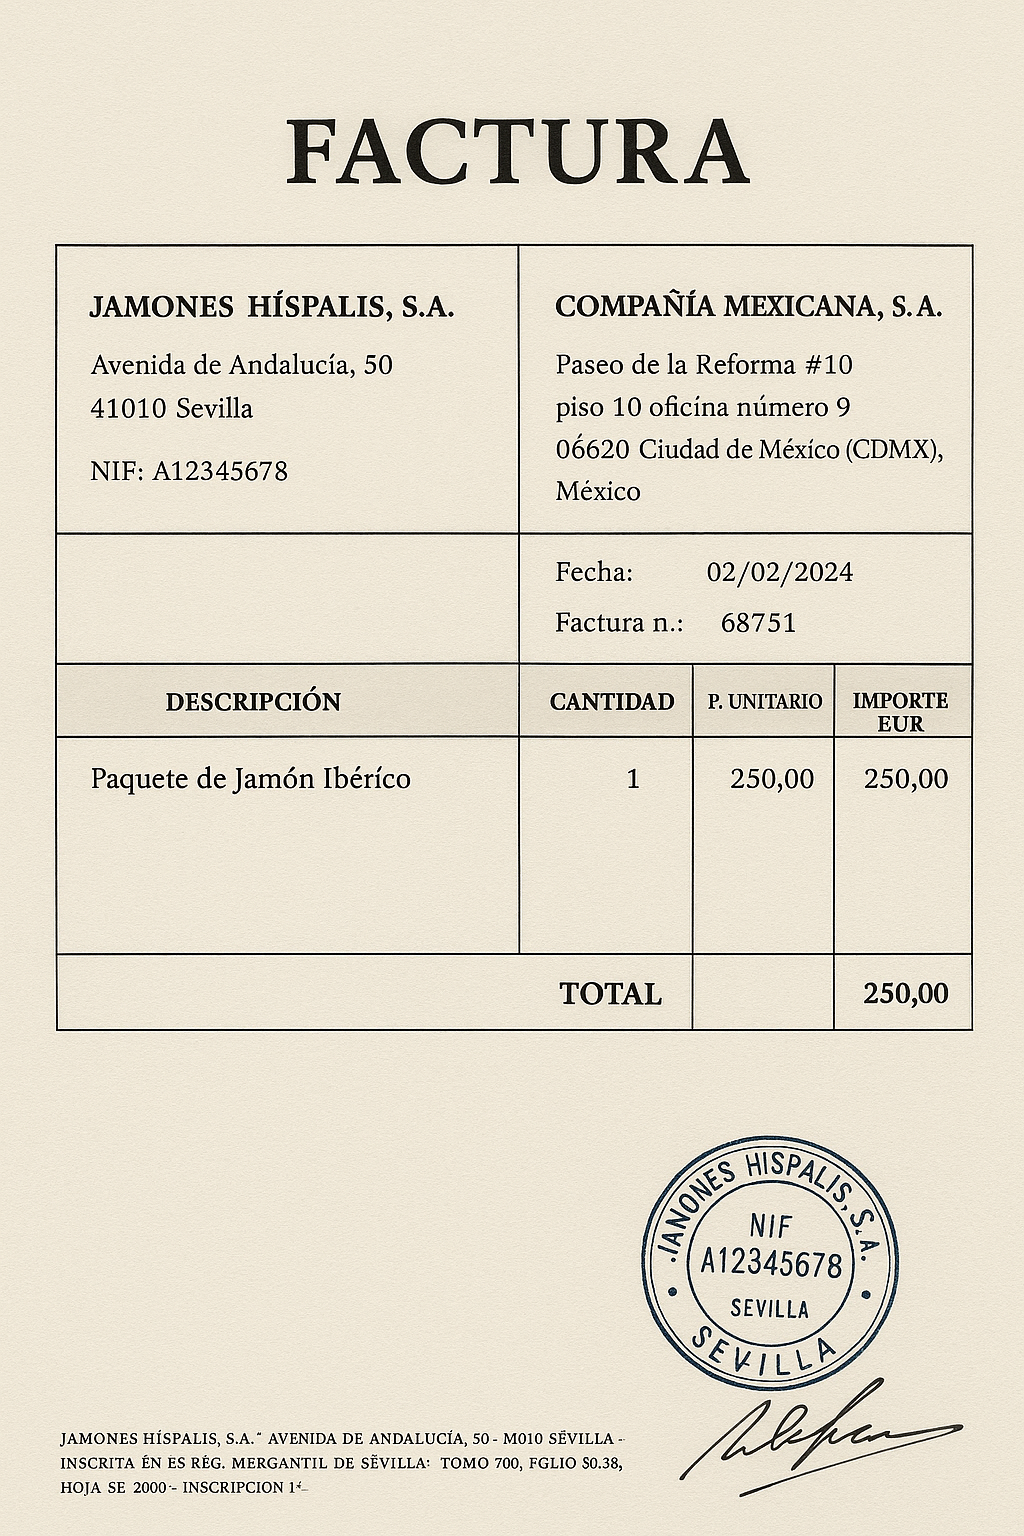 FACTURA
JAMONES HÍSPALIS, S.A.
Avenida de Andalucía, 50
41010 Sevilla
NIF: A12345678
COMPAÑÍA MEXICANA, S.A.
Paseo de la Reforma #10
piso 10 oficína número 9
06620 Ciudad de Méxíco (CDMX),
México
Fecha: 02/02/2024
Factura n.: 68751
DESCRIPCIÓN CANTIDAD P. UNITARIO IMPORTE
EUR
Paquete de Jamón Ibéríco 1 250,00 250,00
TOTAL 250,00
JANONES HISPALIS, S.A.
NIF
A12345678
SEVILLA
SEVILLA
JAMONES HÍSPALIS, S.A. AVENIDA DE ANDALUCÍA, 50 - M010 SËVILLA -
INSCRITA ÉN ES RÉG. MERGANTIL DE SËVILLA: TOMO 700, FGLIO S0.38,
HOJA SE 2000 - INSCRIPCION 1